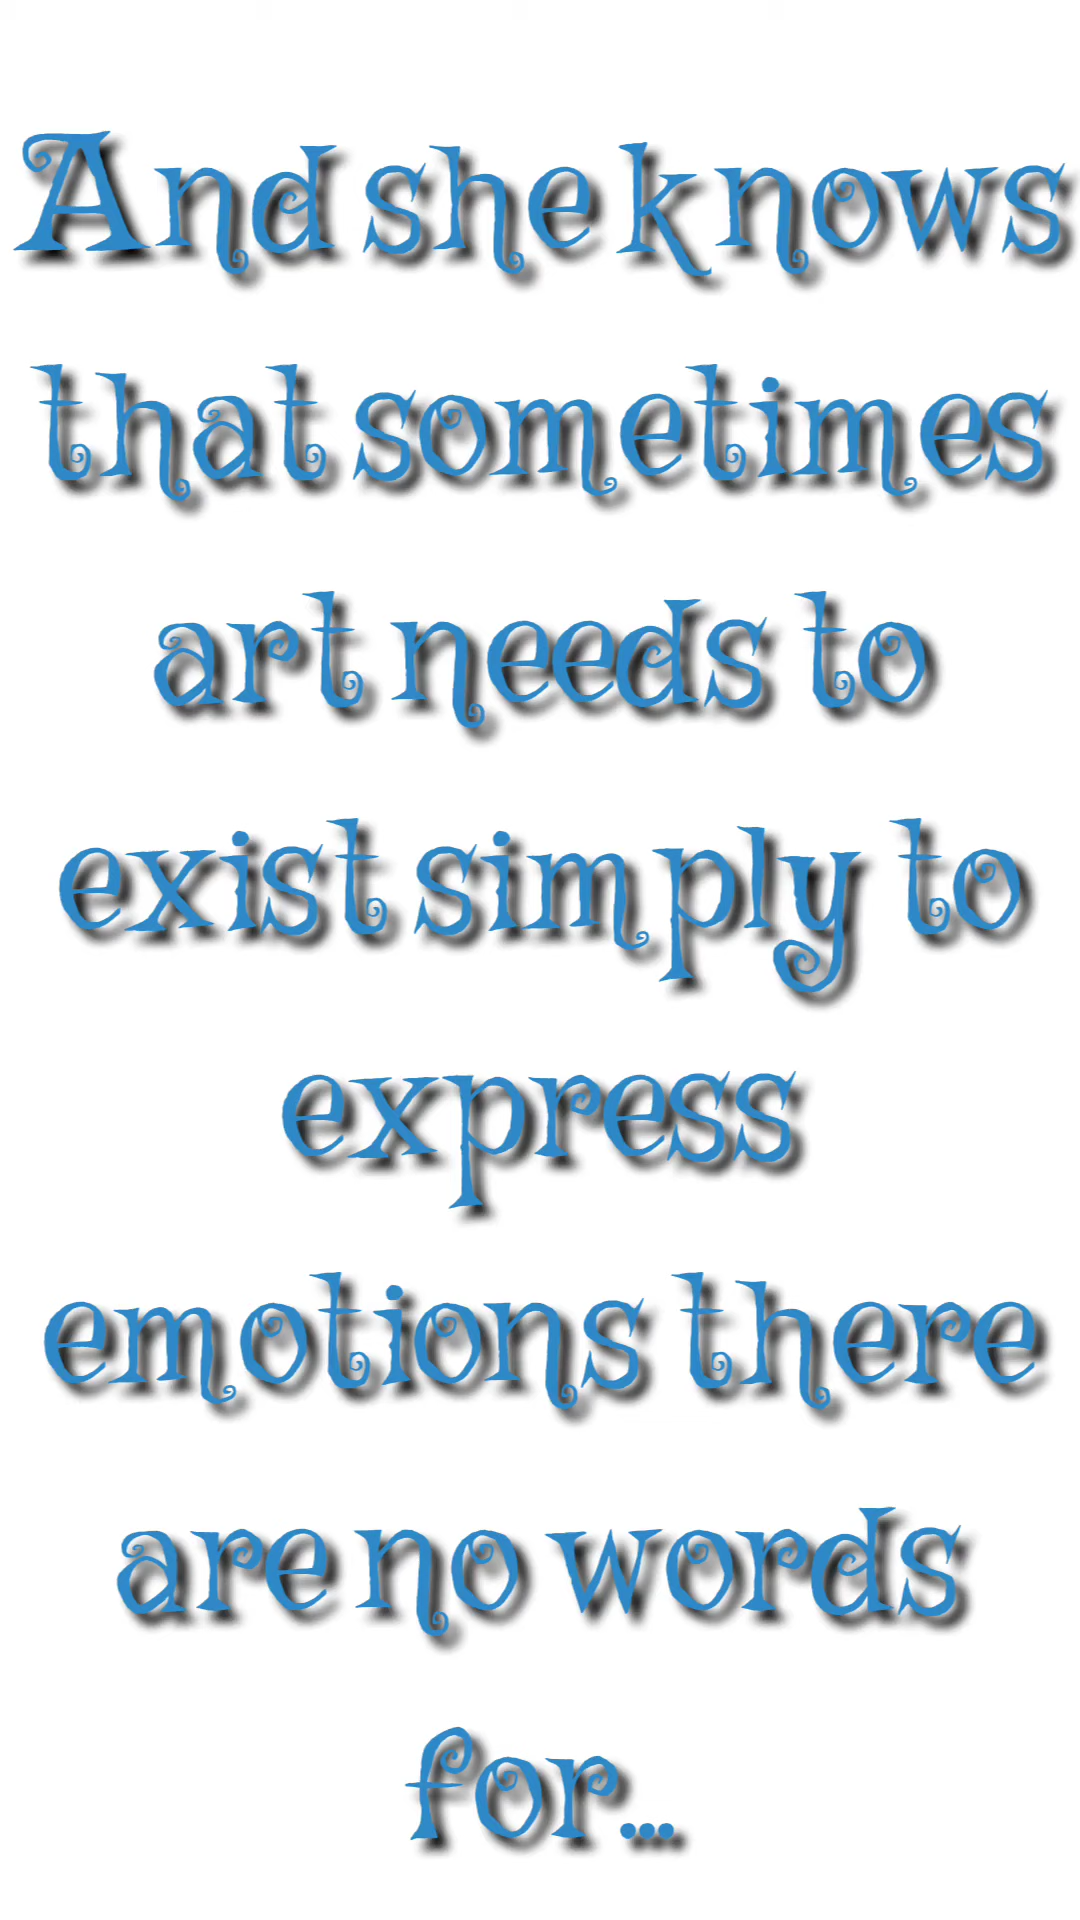 And she knows
that sometimes
art needs to
exist simply to
express
emotions there
are no words
for...